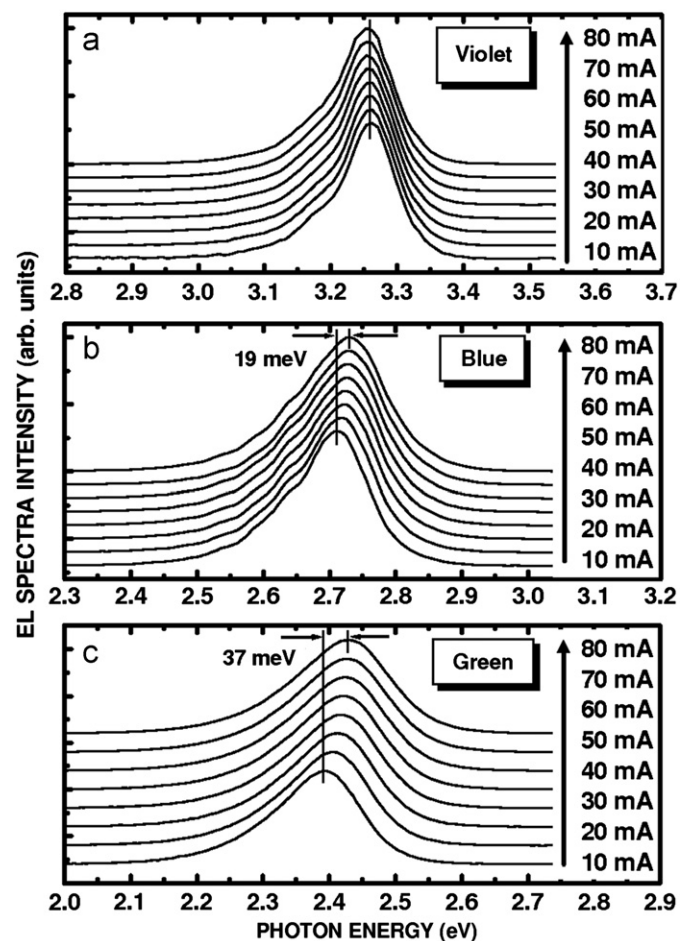 EL SPECTRA INTENSITY (arb. units)
a
Violet
80 mA
70 mA
60 mA
50 mA
40 mA
30 mA
20 mA
10 mA
2.8 2.9 3.0 3.1 3.2 3.3 3.4 3.5 3.6 3.7
b
19 meV
Blue
80 mA
70 mA
60 mA
50 mA
40 mA
30 mA
20 mA
10 mA
2.3 2.4 2.5 2.6 2.7 2.8 2.9 3.0 3.1 3.2
c
37 meV
Green
80 mA
70 mA
60 mA
50 mA
40 mA
30 mA
20 mA
10 mA
2.0 2.1 2.2 2.3 2.4 2.5 2.6 2.7 2.8 2.9
PHOTON ENERGY (eV)